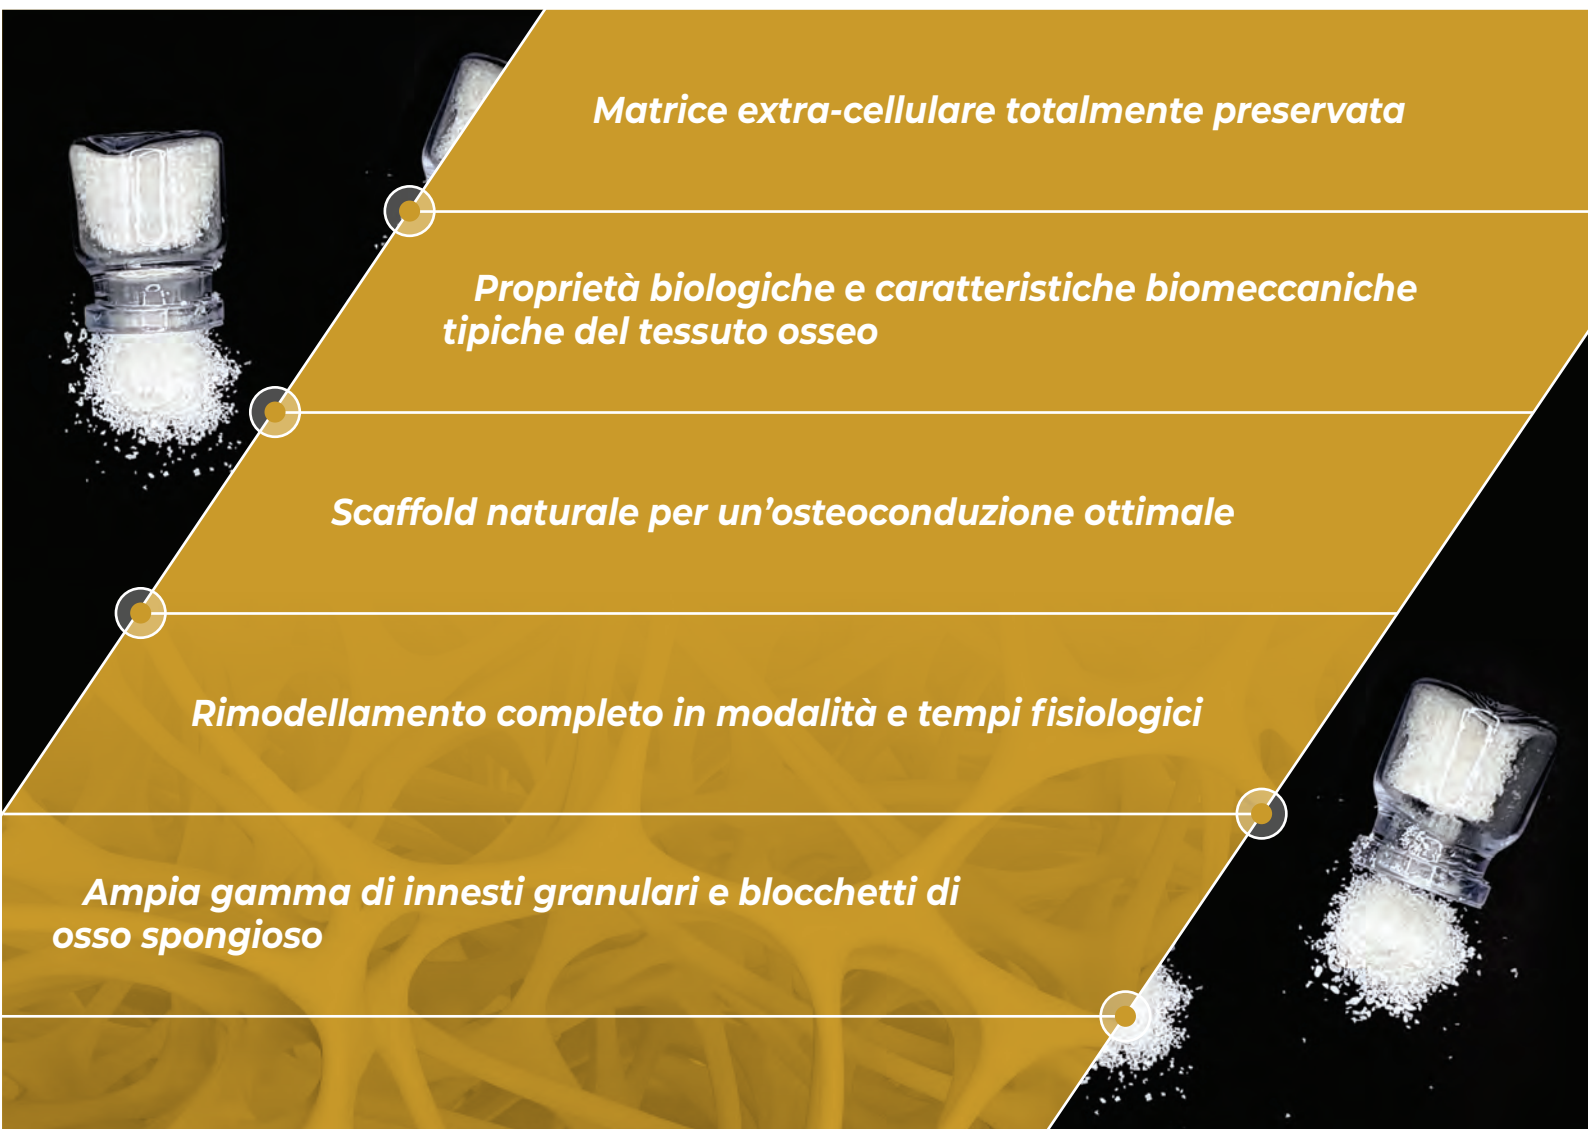 Matrice extra-cellulare totalmente preservata
Proprietà biologiche e caratteristiche biomeccaniche
tipiche del tessuto osseo
Scaffold naturale per un’osteoconduzione ottimale
Rimodellamento completo in modalità e tempi fisiologici
Ampia gamma di innesti granulari e blocchetti di
osso spongioso